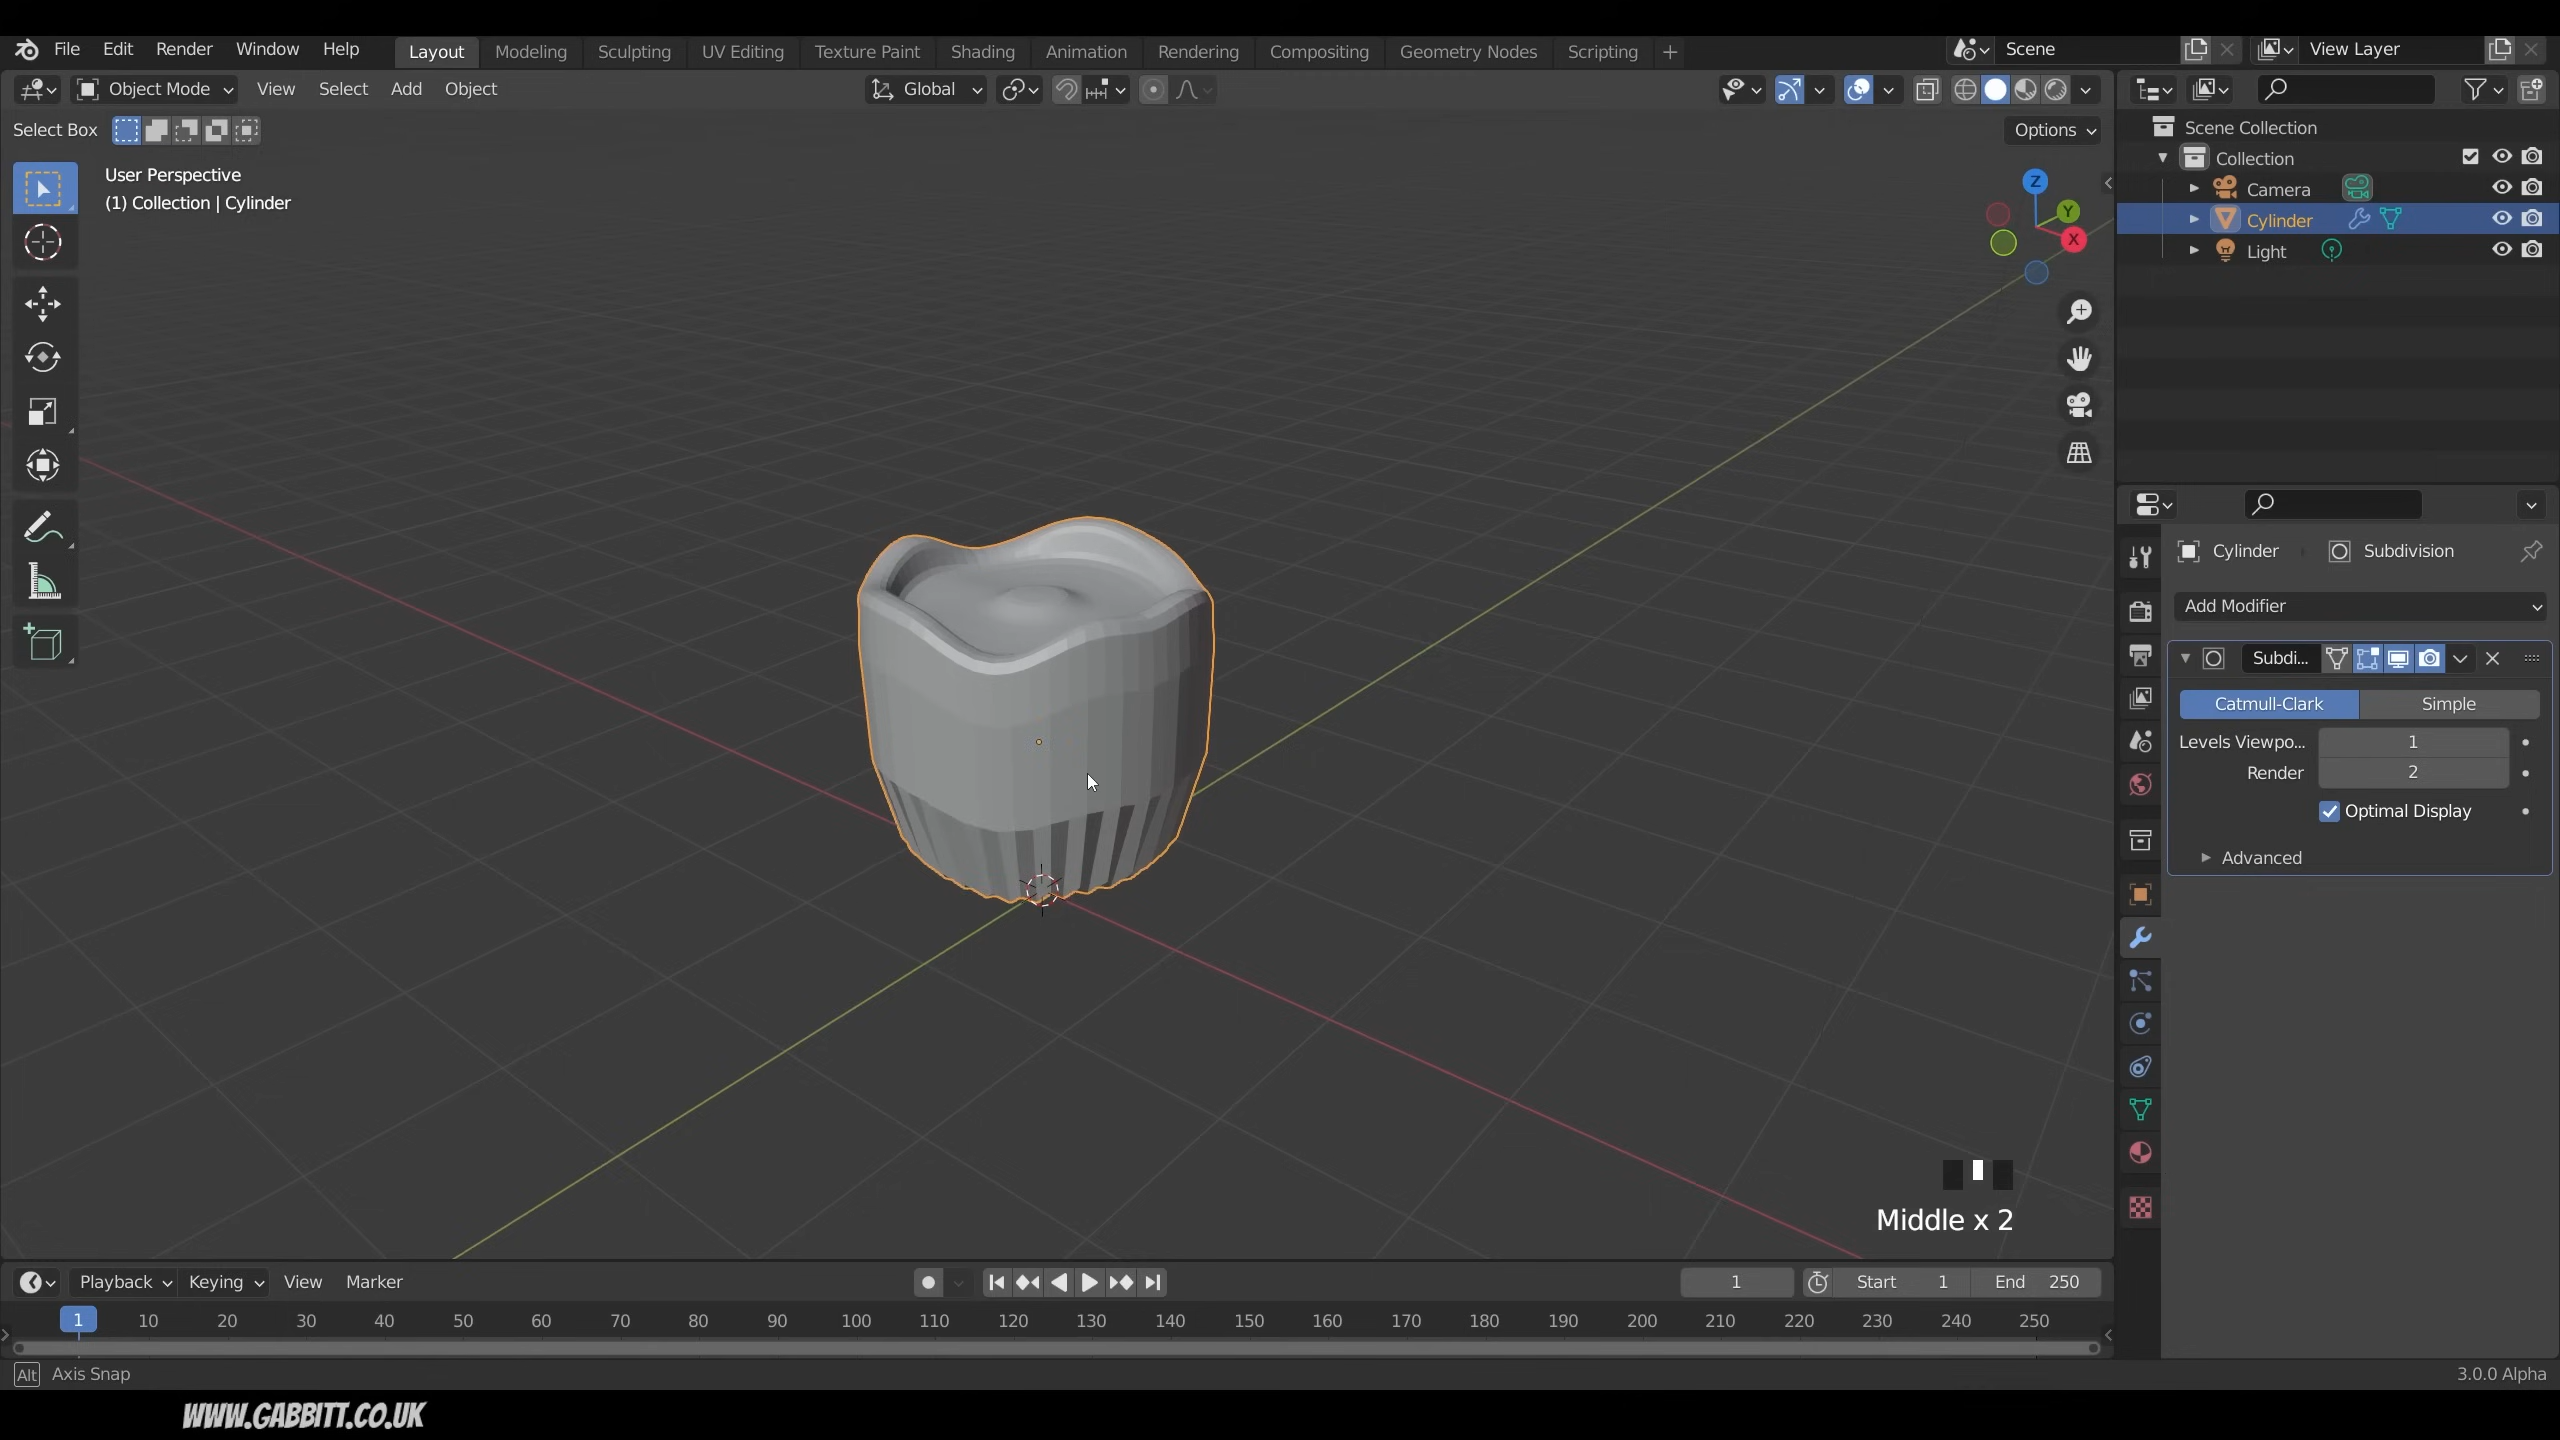 File Edit Render Window Help Layout Modeling Sculpting UV Editing Texture Paint Shading Animation Rendering Compositing Geometry Nodes Scripting + Scene View Layer
Object Mode View Select Add Object Global
Select Box Options
User Perspective
(1) Collection | Cylinder
Z
Y
X
Scene Collection
Collection
Camera
Cylinder
Light
Cylinder Subdivision
Add Modifier
Subdi...
Catmull-Clark Simple
Levels Viewpo... 1
Render 2
Optimal Display
Advanced
Middle x 2
Playback Keying View Marker 1 Start 1 End 250
1 10 20 30 40 50 60 70 80 90 100 110 120 130 140 150 160 170 180 190 200 210 220 230 240 250
Alt Axis Snap 3.0.0 Alpha
WWW.GABBITT.CO.UK